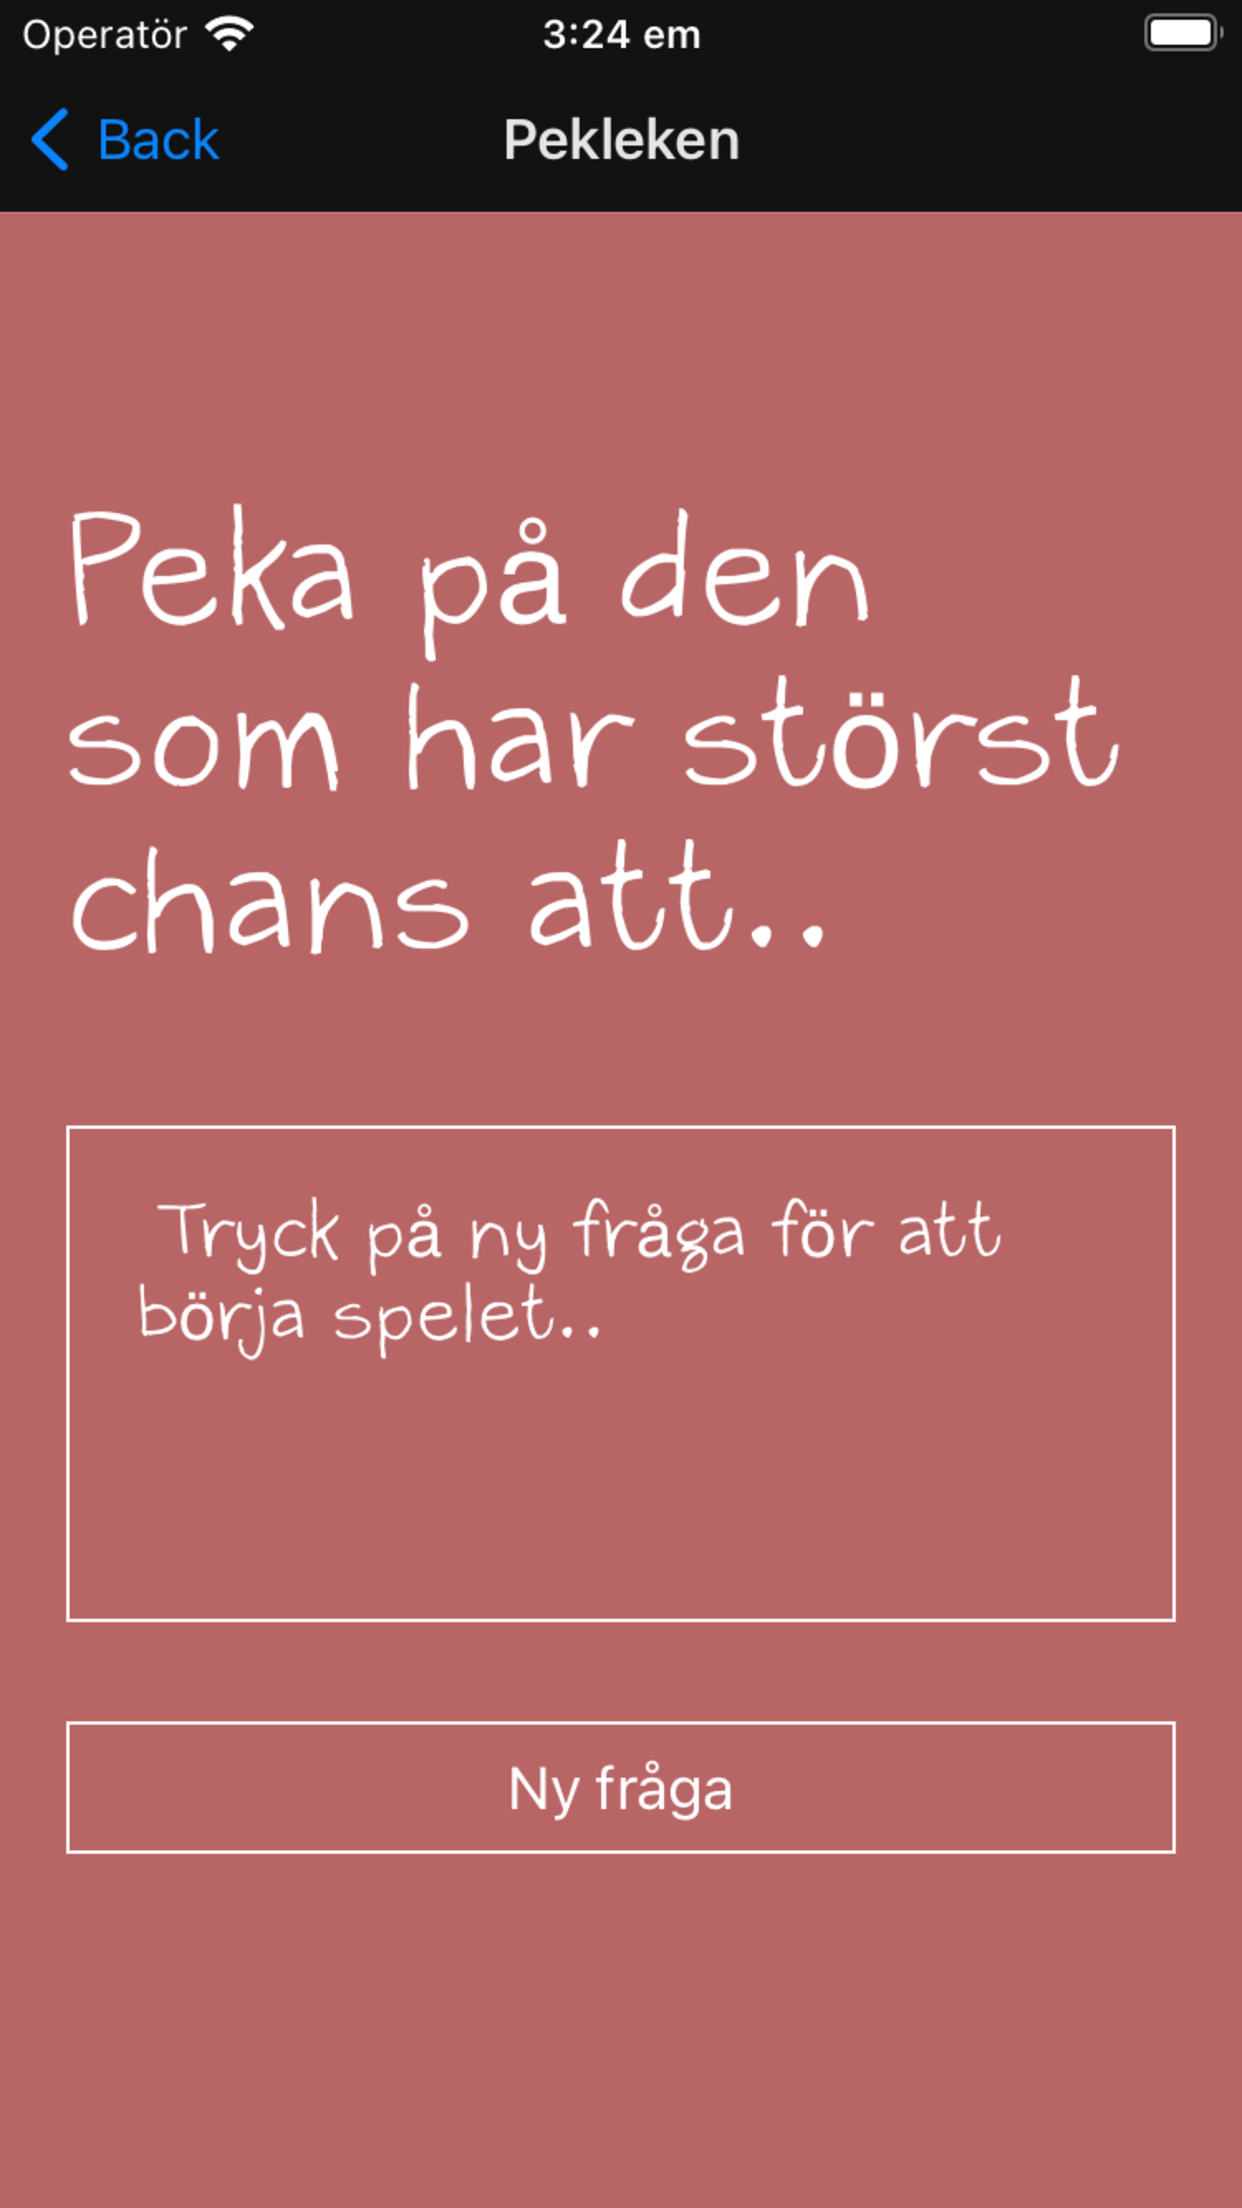 Operatör 3:24 em
Back Pekleken
Peka på den
som har störst
chans att..
Tryck på ny fråga för att
börja spelet..
Ny fråga